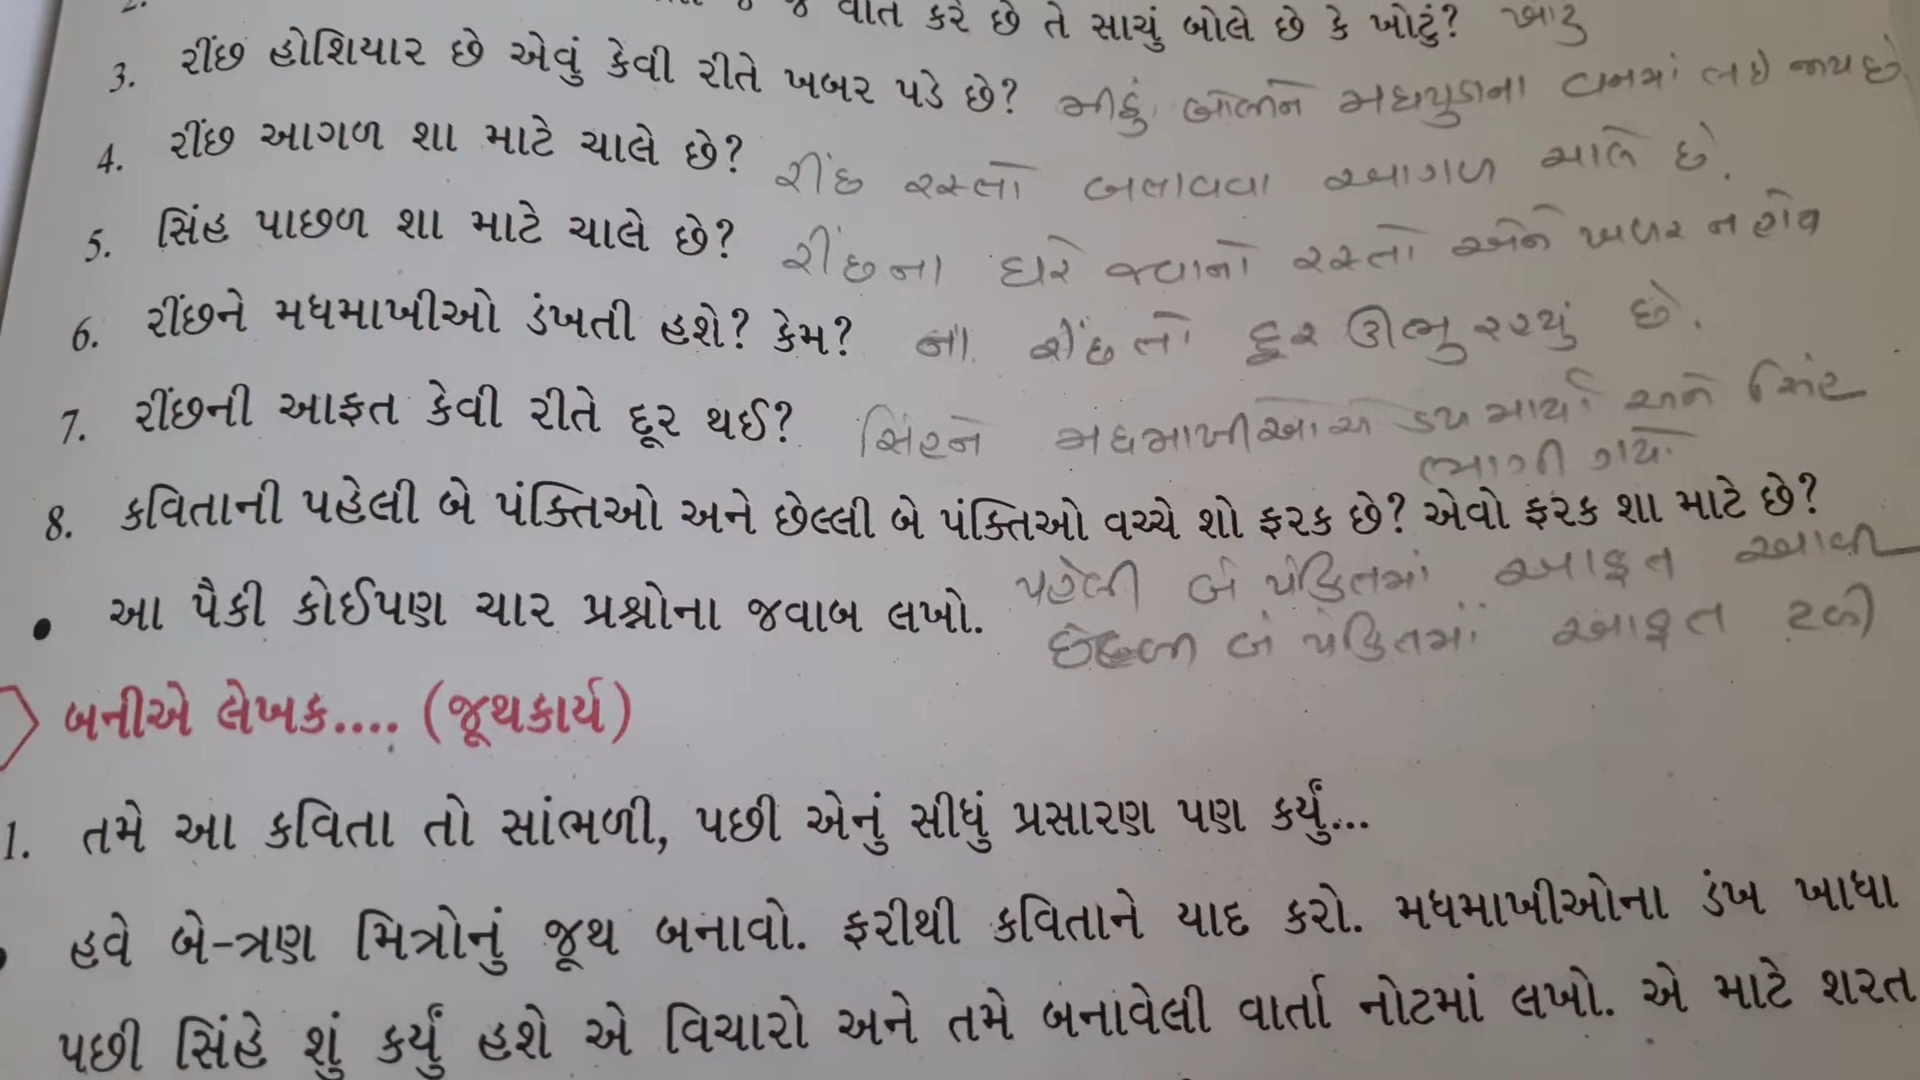 વાત કરે છે તે સાચું બોલે છે કે ખોટું? ખોટુ
3. રીંછ હોશિયાર છે એવું કેવી રીતે ખબર પડે છે? મીઠું બોલીને મધપુડાના વનમાં લઇ જાય છે
4. રીંછ આગળ શા માટે ચાલે છે? રીંછ રસ્તો બતાવવા આગળ ચાલે છે.
5. સિંહ પાછળ શા માટે ચાલે છે? રીંછના ઘરે જવાનો રસ્તો એને ખબર ન હોય
6. રીંછને મધમાખીઓ ડંખતી હશે? કેમ? ના. રીંછ તો દુર ઊભુ રહ્યું છે.
7. રીંછની આફત કેવી રીતે દૂર થઈ? સિંહને મધમાખીઓએ ડંખ માર્યા અને સિંહ
ભાગી ગયો
8. કવિતાની પહેલી બે પંક્તિઓ અને છેલ્લી બે પંક્તિઓ વચ્ચે શો ફરક છે? એવો ફરક શા માટે છે?
પહેલી બે પંક્તિમાં આફત આવી
• આ પૈકી કોઈપણ ચાર પ્રશ્નોના જવાબ લખો.
છેલ્લી બે પંક્તિમાં આફત ટળી
બનીએ લેખક.... (જૂથકાર્ય)
1. તમે આ કવિતા તો સાંભળી, પછી એનું સીધું પ્રસારણ પણ કર્યું...
હવે બે-ત્રણ મિત્રોનું જૂથ બનાવો. ફરીથી કવિતાને યાદ કરો. મધમાખીઓના ડંખ ખાધા
પછી સિંહે શું કર્યું હશે એ વિચારો અને તમે બનાવેલી વાર્તા નોટમાં લખો. એ માટે શરત